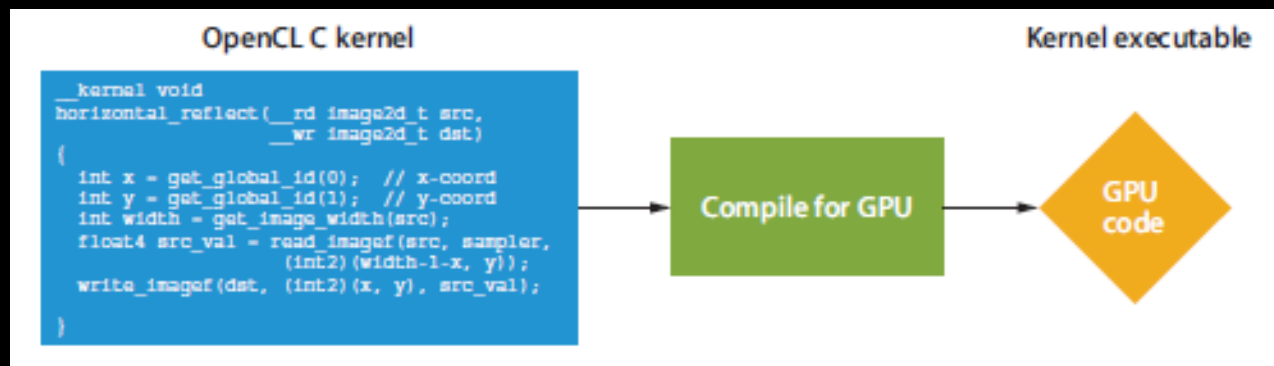 OpenCL C kernel
Kernel executable
__kernel void
horizontal_reflect(__rd image2d_t src,
                   __wr image2d_t dst)
{
  int x = get_global_id(0);  // x-coord
  int y = get_global_id(1);  // y-coord
  int width = get_image_width(src);
  float4 src_val = read_imagef(src, sampler,
                     (int2)(width-1-x, y));
  write_imagef(dst, (int2)(x, y), src_val);
}
Compile for GPU
GPU
code